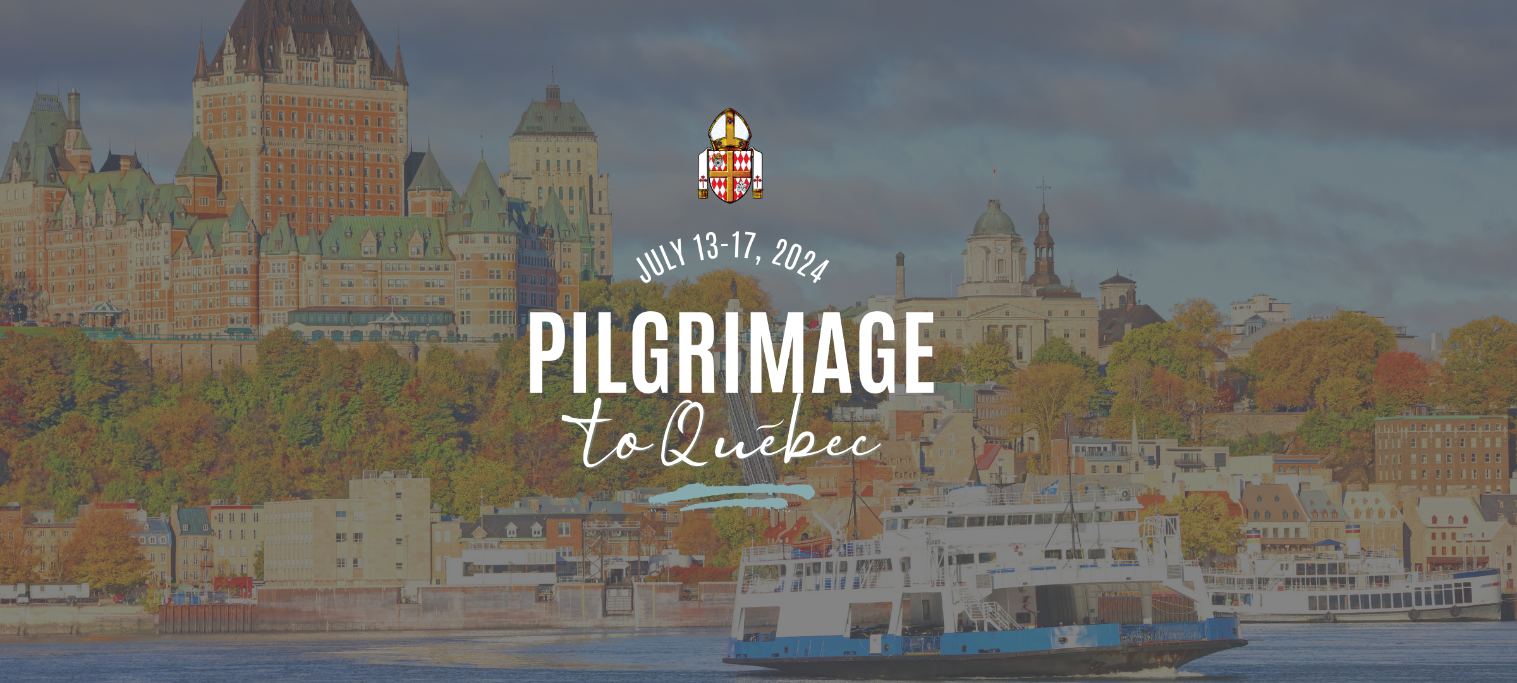 JULY 13-17, 2024
PILGRIMAGE
to Québec